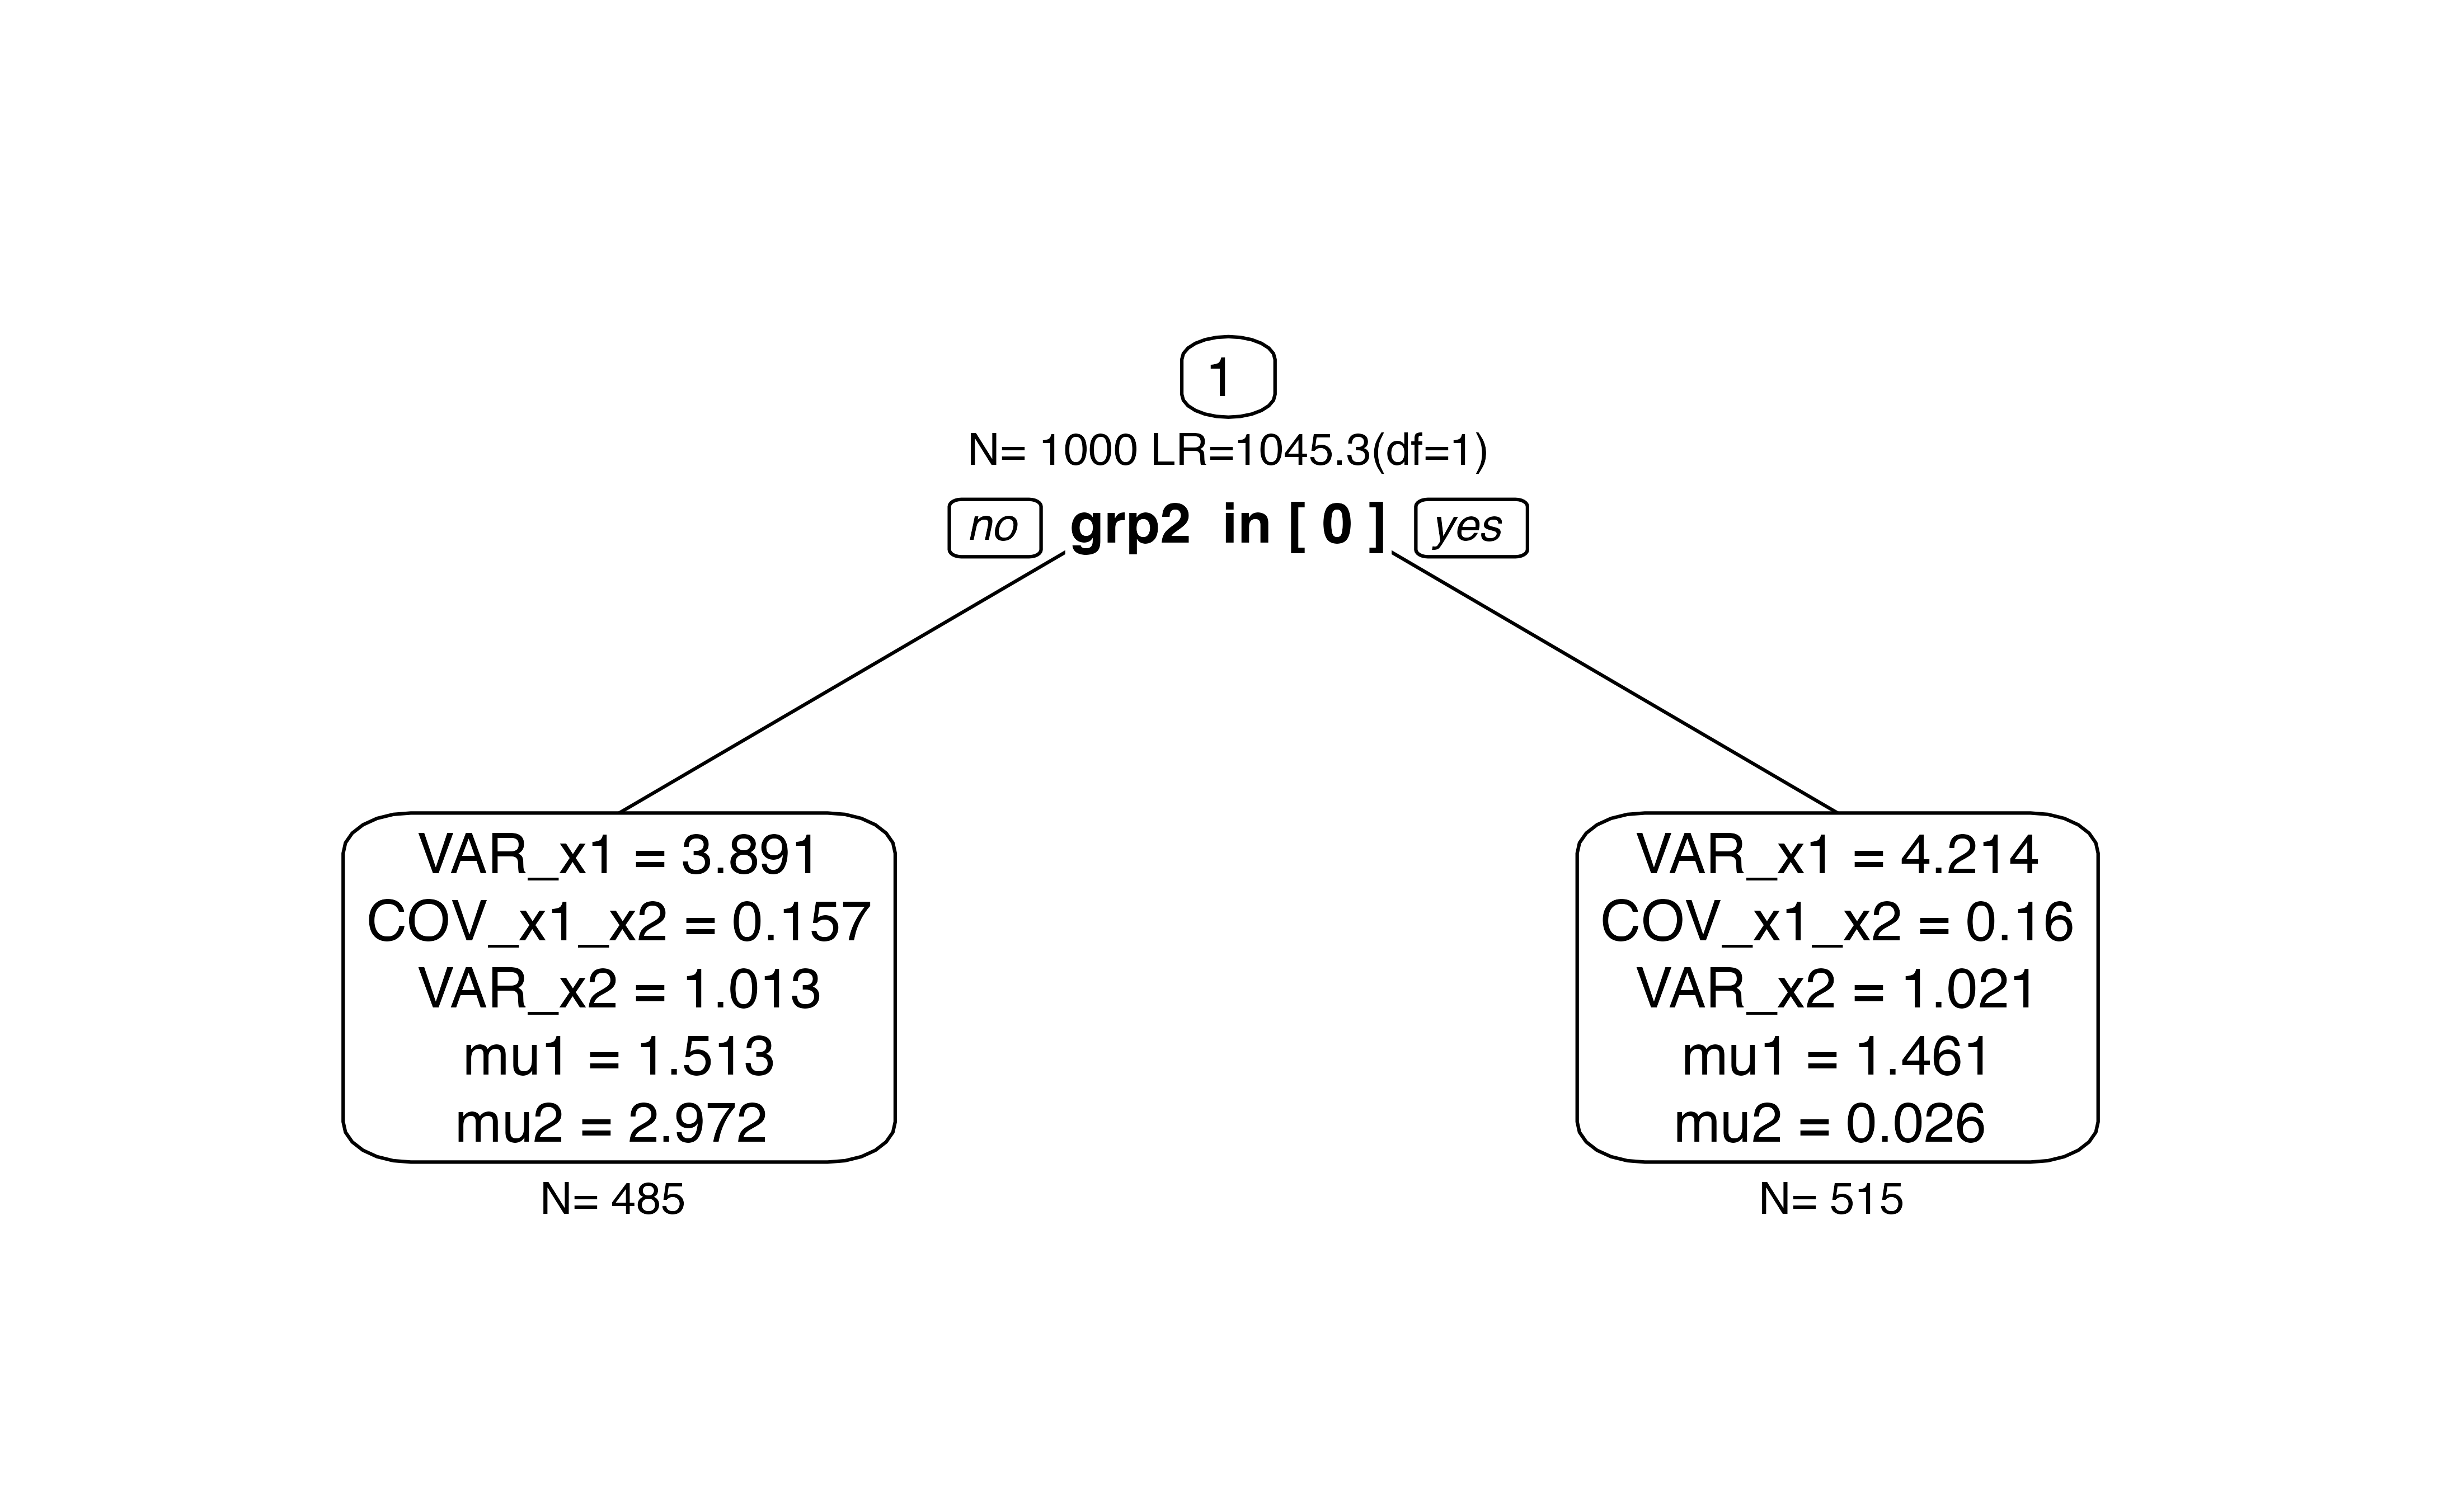 1
N= 1000 LR=1045.3(df=1)
no grp2 in [ 0 ] yes
VAR_x1 = 3.891
COV_x1_x2 = 0.157
VAR_x2 = 1.013
mu1 = 1.513
mu2 = 2.972
N= 485
VAR_x1 = 4.214
COV_x1_x2 = 0.16
VAR_x2 = 1.021
mu1 = 1.461
mu2 = 0.026
N= 515